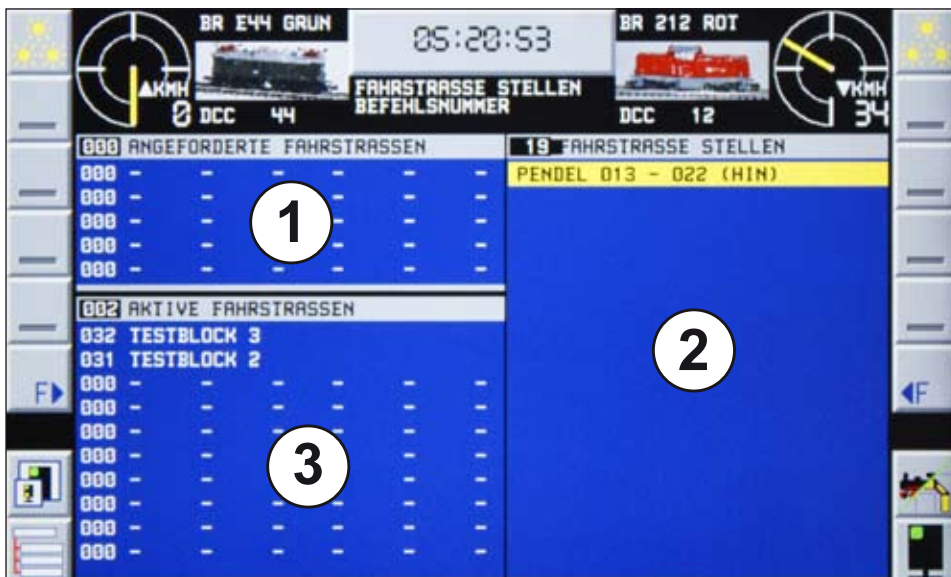 BR E44 GRUN
05:20:53
BR 212 ROT
▲KMH
0
DCC 44
FAHRSTRASSE STELLEN
BEFEHLSNUMMER
DCC 12
▼KMH
34
000 ANGEFORDERTE FAHRSTRASSEN
000 - - - - - -
000 - - - - - -
000 - - - - - -
000 - - - - - -
000 - - - - - -
1
002 AKTIVE FAHRSTRASSEN
032 TESTBLOCK 3
031 TESTBLOCK 2
000 - - - - - -
000 - - - - - -
000 - - - - - -
000 - - - - - -
000 - - - - - -
000 - - - - - -
000 - - - - - -
000 - - - - - -
3
19 FAHRSTRASSE STELLEN
PENDEL 013 - 022 (HIN)
2
F▶
◀F